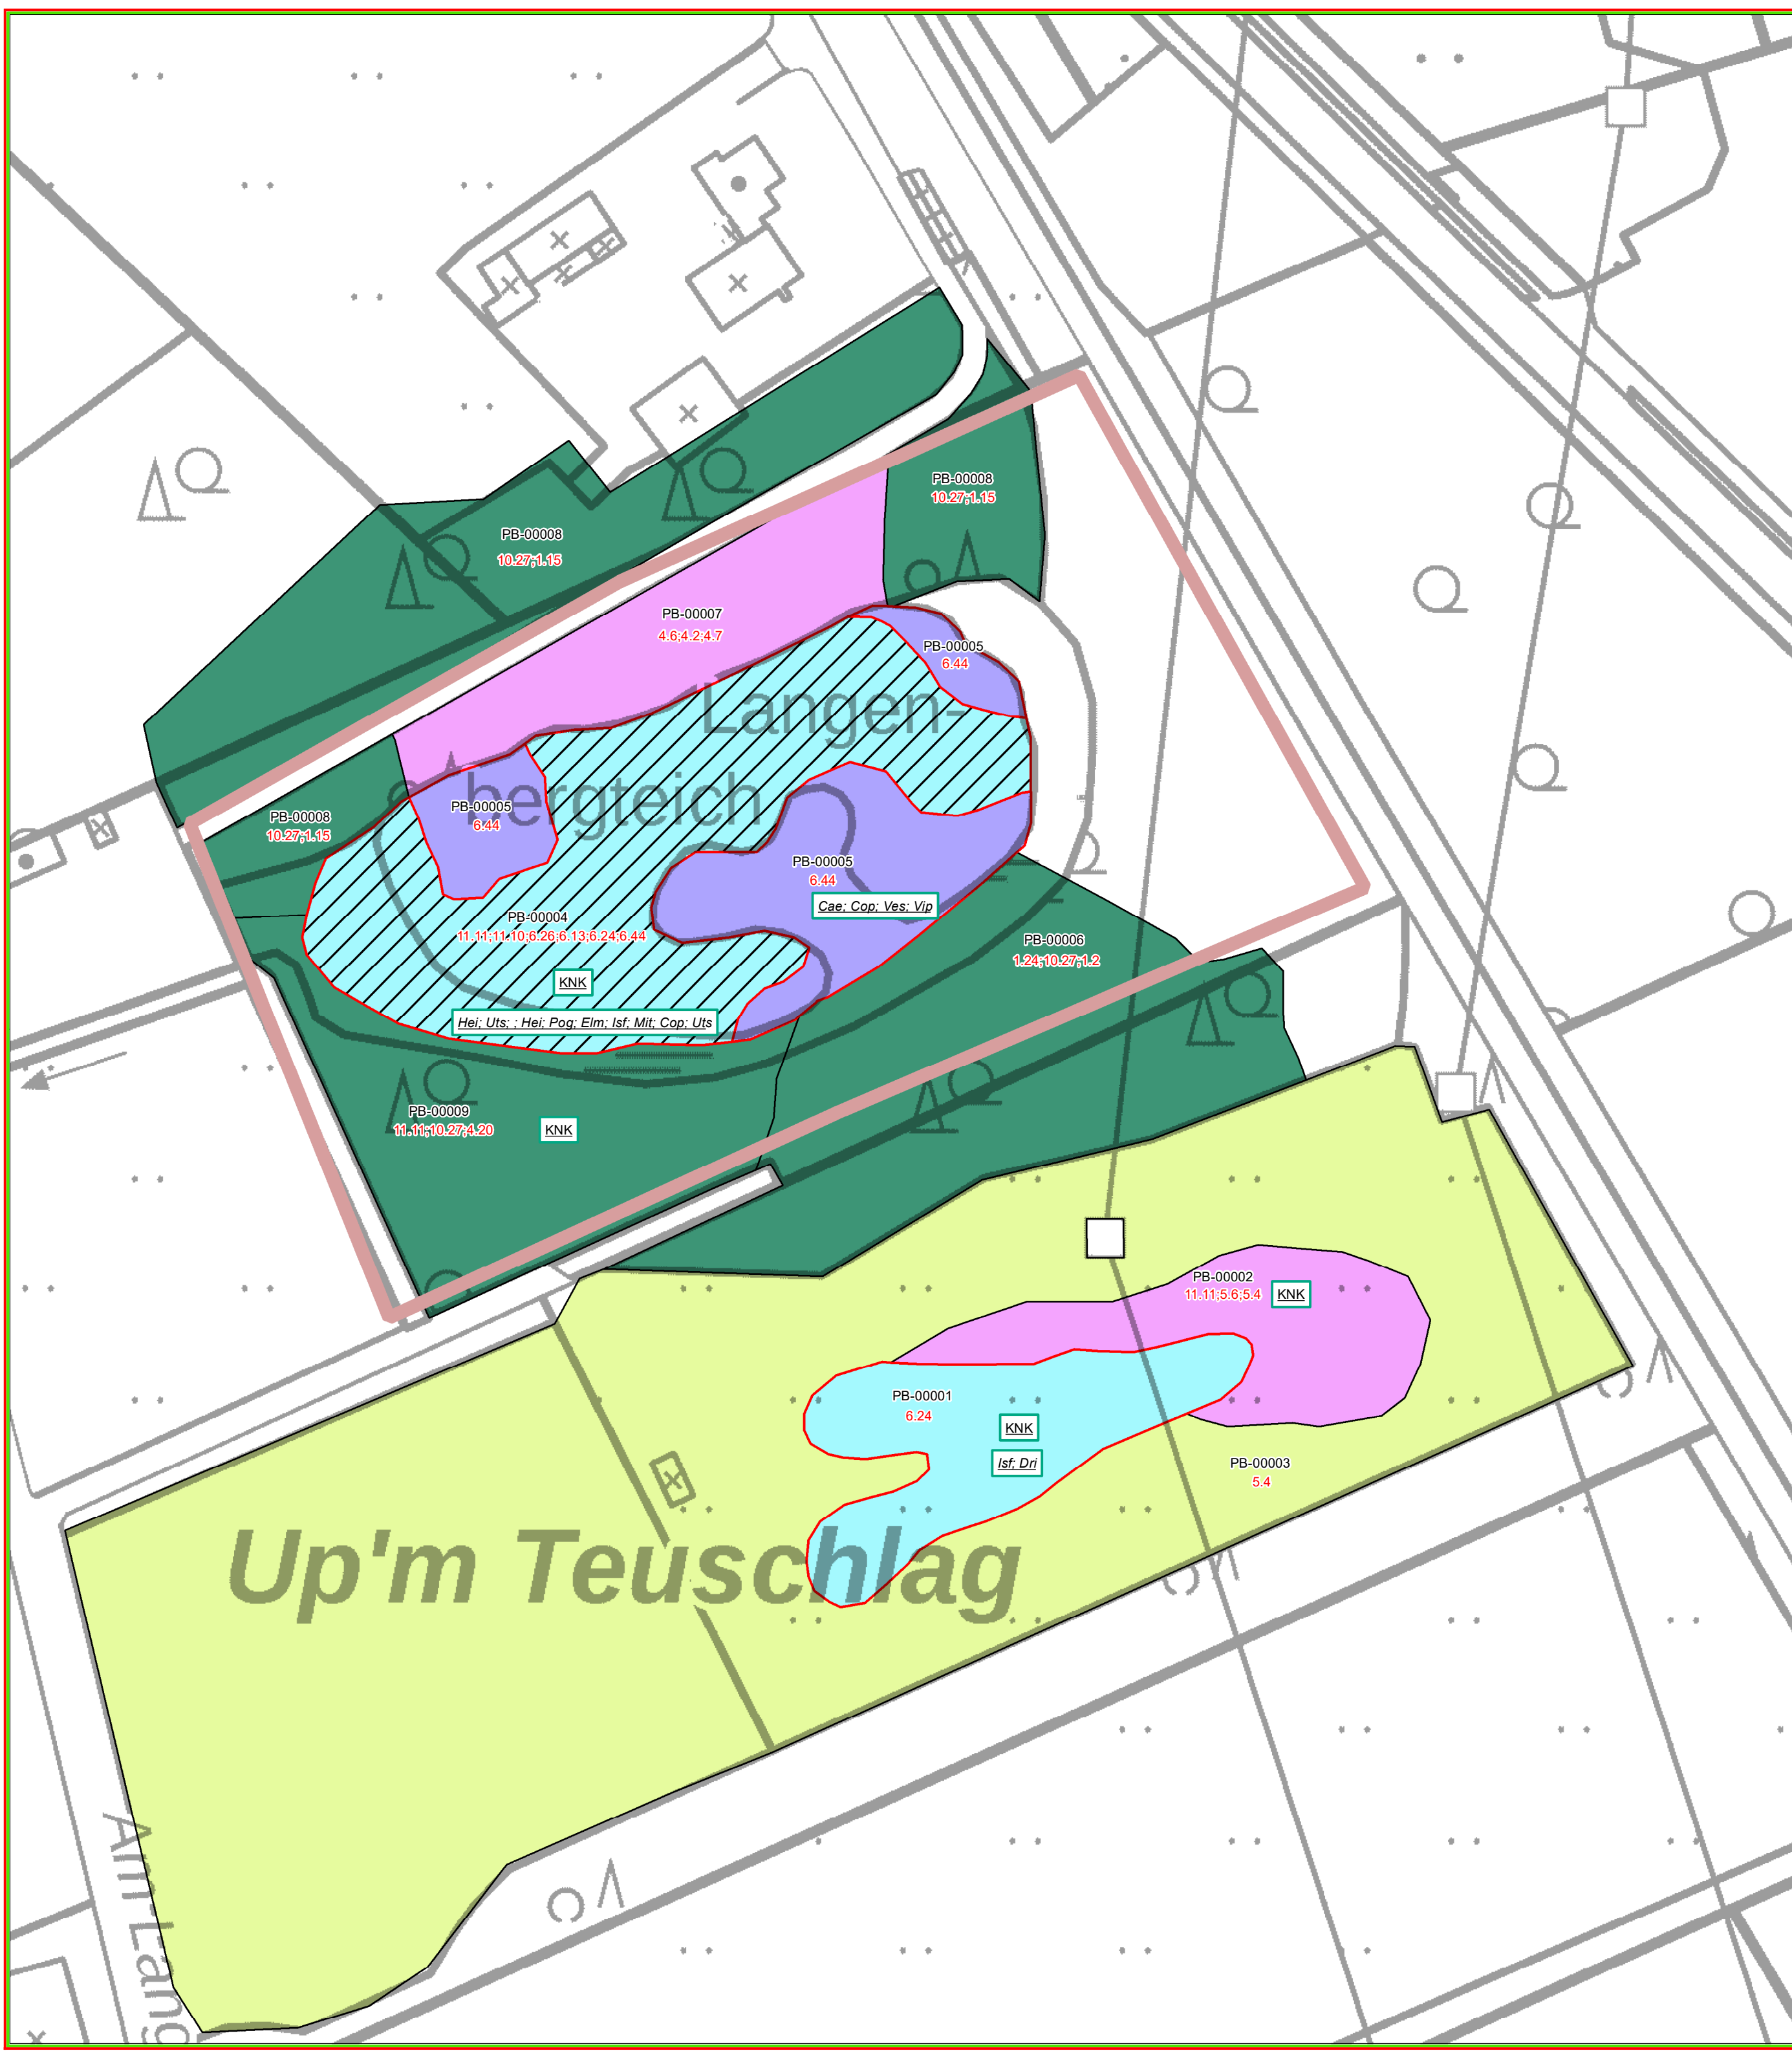 PB-00008
10.27;1.15
PB-00008
10.27;1.15
PB-00007
4.6;4.2;4.7
PB-00005
6.44
Langen-
bergteich
PB-00005
6.44
PB-00008
10.27;1.15
PB-00005
6.44
Cae; Cop; Ves; Vip
PB-00004
11.11;11.10;6.26;6.13;6.24;6.44
KNK
Hei; Uts; ; Hei; Pog; Elm; Isf; Mit; Cop; Uts
PB-00006
1.24;10.27;1.2
PB-00009
11.11;10.27;4.20
KNK
PB-00002
11.11;5.6;5.4
KNK
PB-00001
6.24
KNK
Isf; Dri
PB-00003
5.4
Up'm Teuschlag
Am Lang